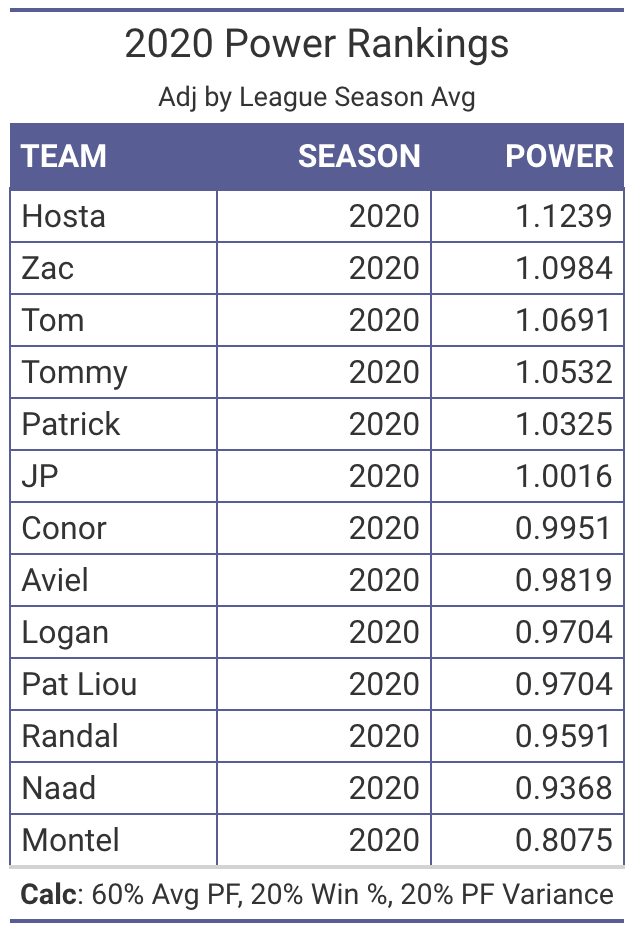 2020 Power Rankings
Adj by League Season Avg
TEAM SEASON POWER
Hosta 2020 1.1239
Zac 2020 1.0984
Tom 2020 1.0691
Tommy 2020 1.0532
Patrick 2020 1.0325
JP 2020 1.0016
Conor 2020 0.9951
Aviel 2020 0.9819
Logan 2020 0.9704
Pat Liou 2020 0.9704
Randal 2020 0.9591
Naad 2020 0.9368
Montel 2020 0.8075
Calc: 60% Avg PF, 20% Win %, 20% PF Variance